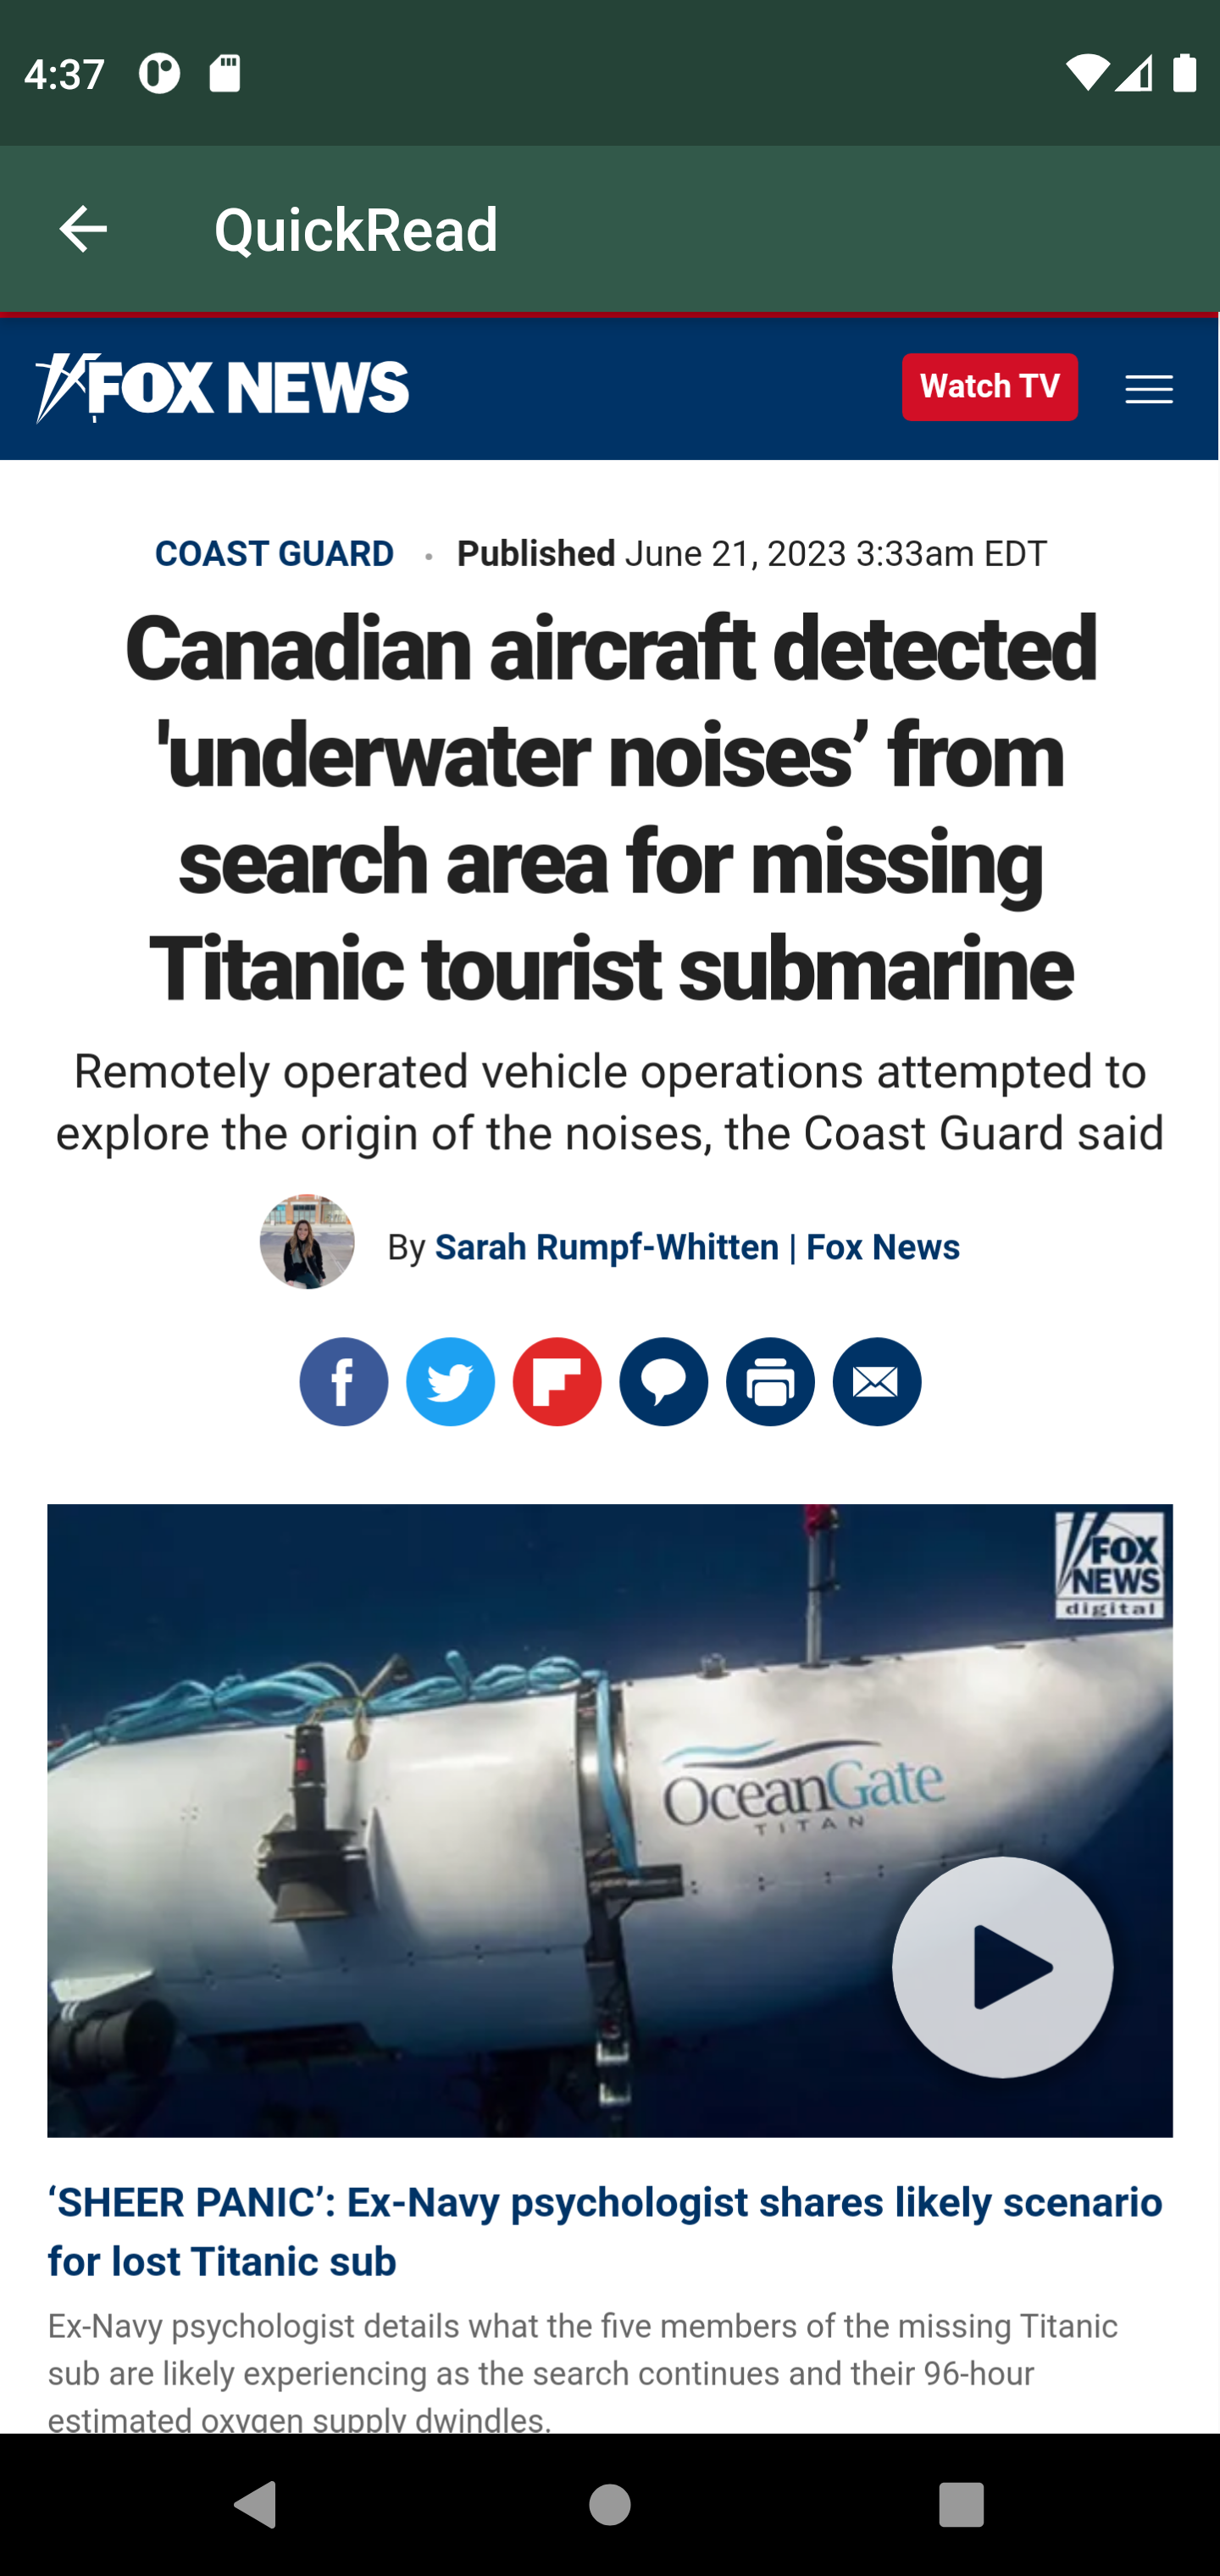 4:37
QuickRead
FOX NEWS
Watch TV
COAST GUARD • Published June 21, 2023 3:33am EDT
Canadian aircraft detected
'underwater noises’ from
search area for missing
Titanic tourist submarine
Remotely operated vehicle operations attempted to
explore the origin of the noises, the Coast Guard said
By Sarah Rumpf-Whitten | Fox News
FOX
NEWS
digital
OceanGate
TITAN
‘SHEER PANIC’: Ex-Navy psychologist shares likely scenario
for lost Titanic sub
Ex-Navy psychologist details what the five members of the missing Titanic
sub are likely experiencing as the search continues and their 96-hour
estimated oxygen supply dwindles.